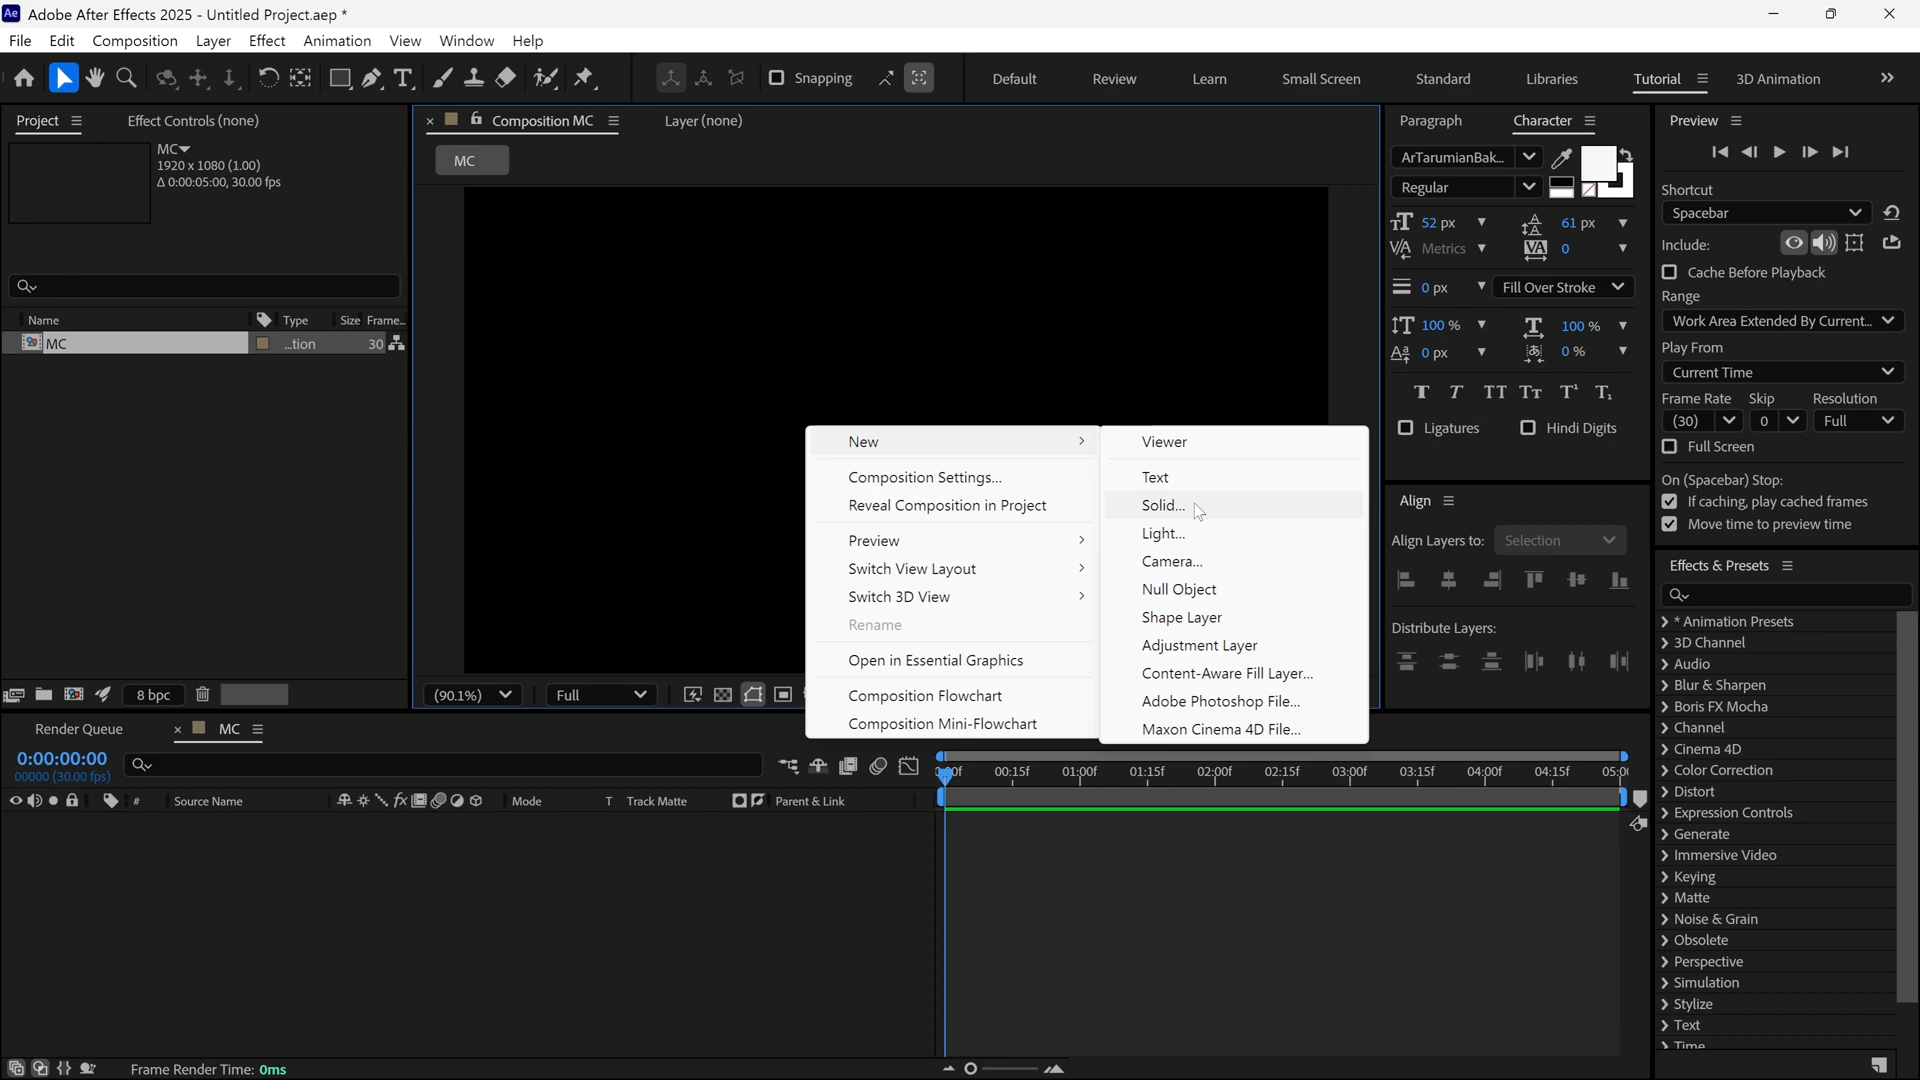 Ae Adobe After Effects 2025 - Untitled Project.aep *
File Edit Composition Layer Effect Animation View Window Help
Snapping Default Review Learn Small Screen Standard Libraries Tutorial 3D Animation
Project
Effect Controls (none)
MC
1920 x 1080 (1.00)
Δ 0:00:05:00, 30.00 fps
Name Type Size Frame...
MC ...tion 30
8 bpc
Composition MC
Layer (none)
MC
(90.1%) Full
New
Composition Settings...
Reveal Composition in Project
Preview
Switch View Layout
Switch 3D View
Rename
Open in Essential Graphics
Composition Flowchart
Composition Mini-Flowchart
Viewer
Text
Solid...
Light...
Camera...
Null Object
Shape Layer
Adjustment Layer
Content-Aware Fill Layer...
Adobe Photoshop File...
Maxon Cinema 4D File...
Paragraph Character
ArTarumianBak...
Regular
52 px 61 px
Metrics 0
0 px Fill Over Stroke
100 % 100 %
0 px 0 %
Ligatures Hindi Digits
Align
Align Layers to: Selection
Distribute Layers:
Preview
Shortcut
Spacebar
Include:
Cache Before Playback
Range
Work Area Extended By Current...
Play From
Current Time
Frame Rate Skip Resolution
(30) 0 Full
Full Screen
On (Spacebar) Stop:
If caching, play cached frames
Move time to preview time
Effects & Presets
* Animation Presets
3D Channel
Audio
Blur & Sharpen
Boris FX Mocha
Channel
Cinema 4D
Color Correction
Distort
Expression Controls
Generate
Immersive Video
Keying
Matte
Noise & Grain
Obsolete
Perspective
Simulation
Stylize
Text
Time
Render Queue MC
0:00:00:00
00000 (30.00 fps)
# Source Name Mode T Track Matte Parent & Link
00:15f 01:00f 01:15f 02:00f 02:15f 03:00f 03:15f 04:00f 04:15f 05:0
Frame Render Time: 0ms